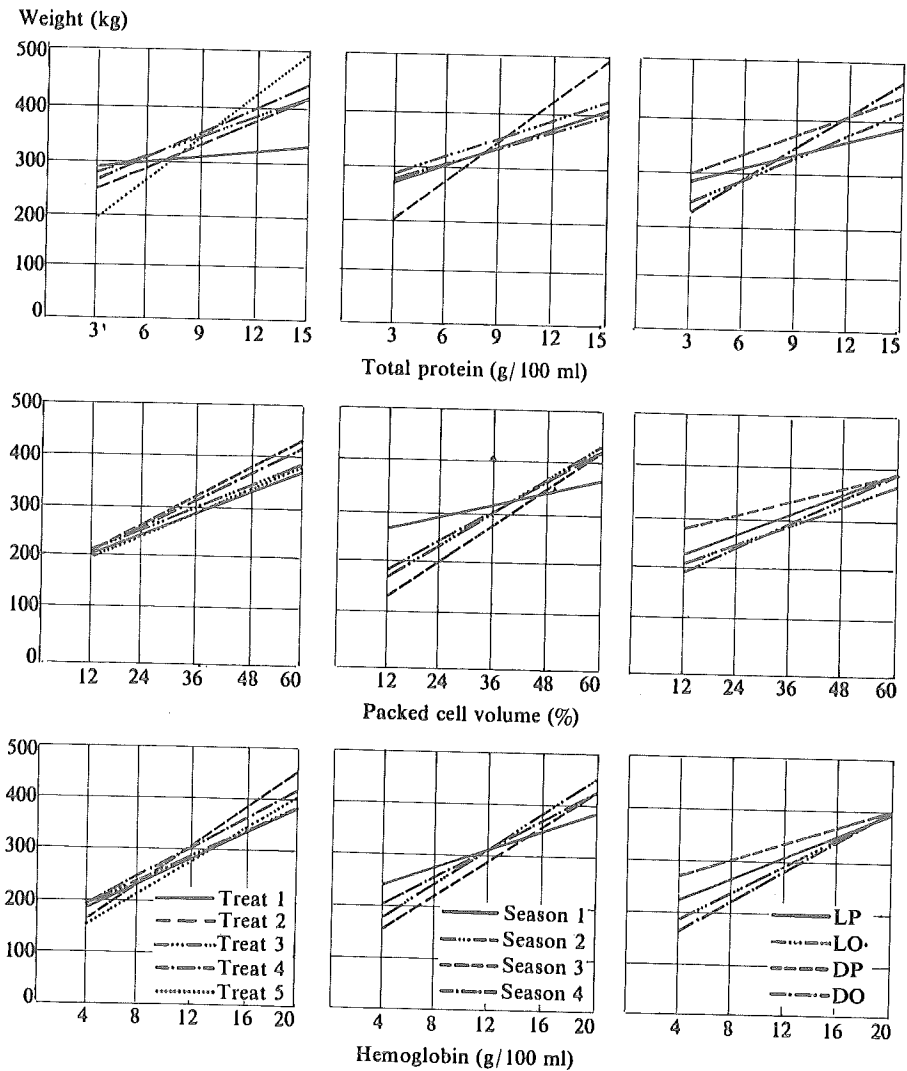 Weight (kg)
500
400
300
200
100
0
3 6 9 12 15
3 6 9 12 15
3 6 9 12 15
Total protein (g/100 ml)
500
400
300
200
100
0
12 24 36 48 60
12 24 36 48 60
12 24 36 48 60
Packed cell volume (%)
500
400
300
200
100
0
Treat 1
Treat 2
Treat 3
Treat 4
Treat 5
Season 1
Season 2
Season 3
Season 4
LP
LO
DP
DO
4 8 12 16 20
4 8 12 16 20
4 8 12 16 20
Hemoglobin (g/100 ml)